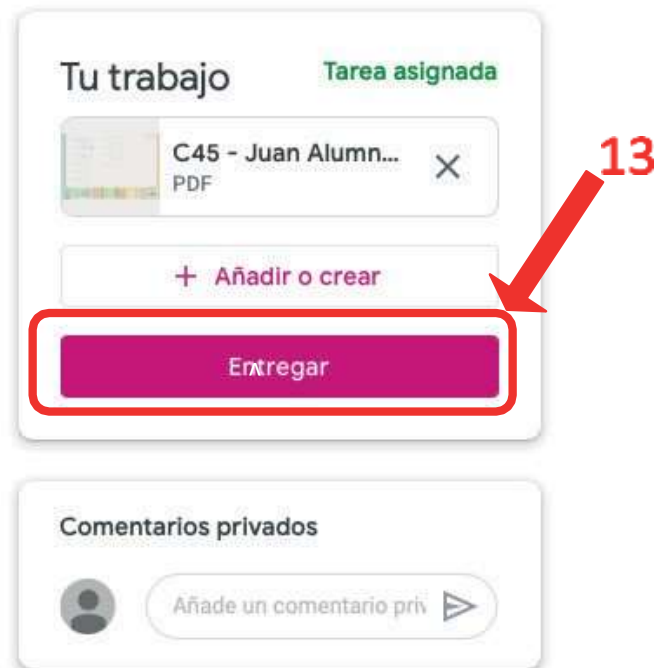 Tu trabajo
Tarea asignada
C45 - Juan Alumn...
PDF
13
+ Añadir o crear
Entregar
Comentarios privados
Añade un comentario priv